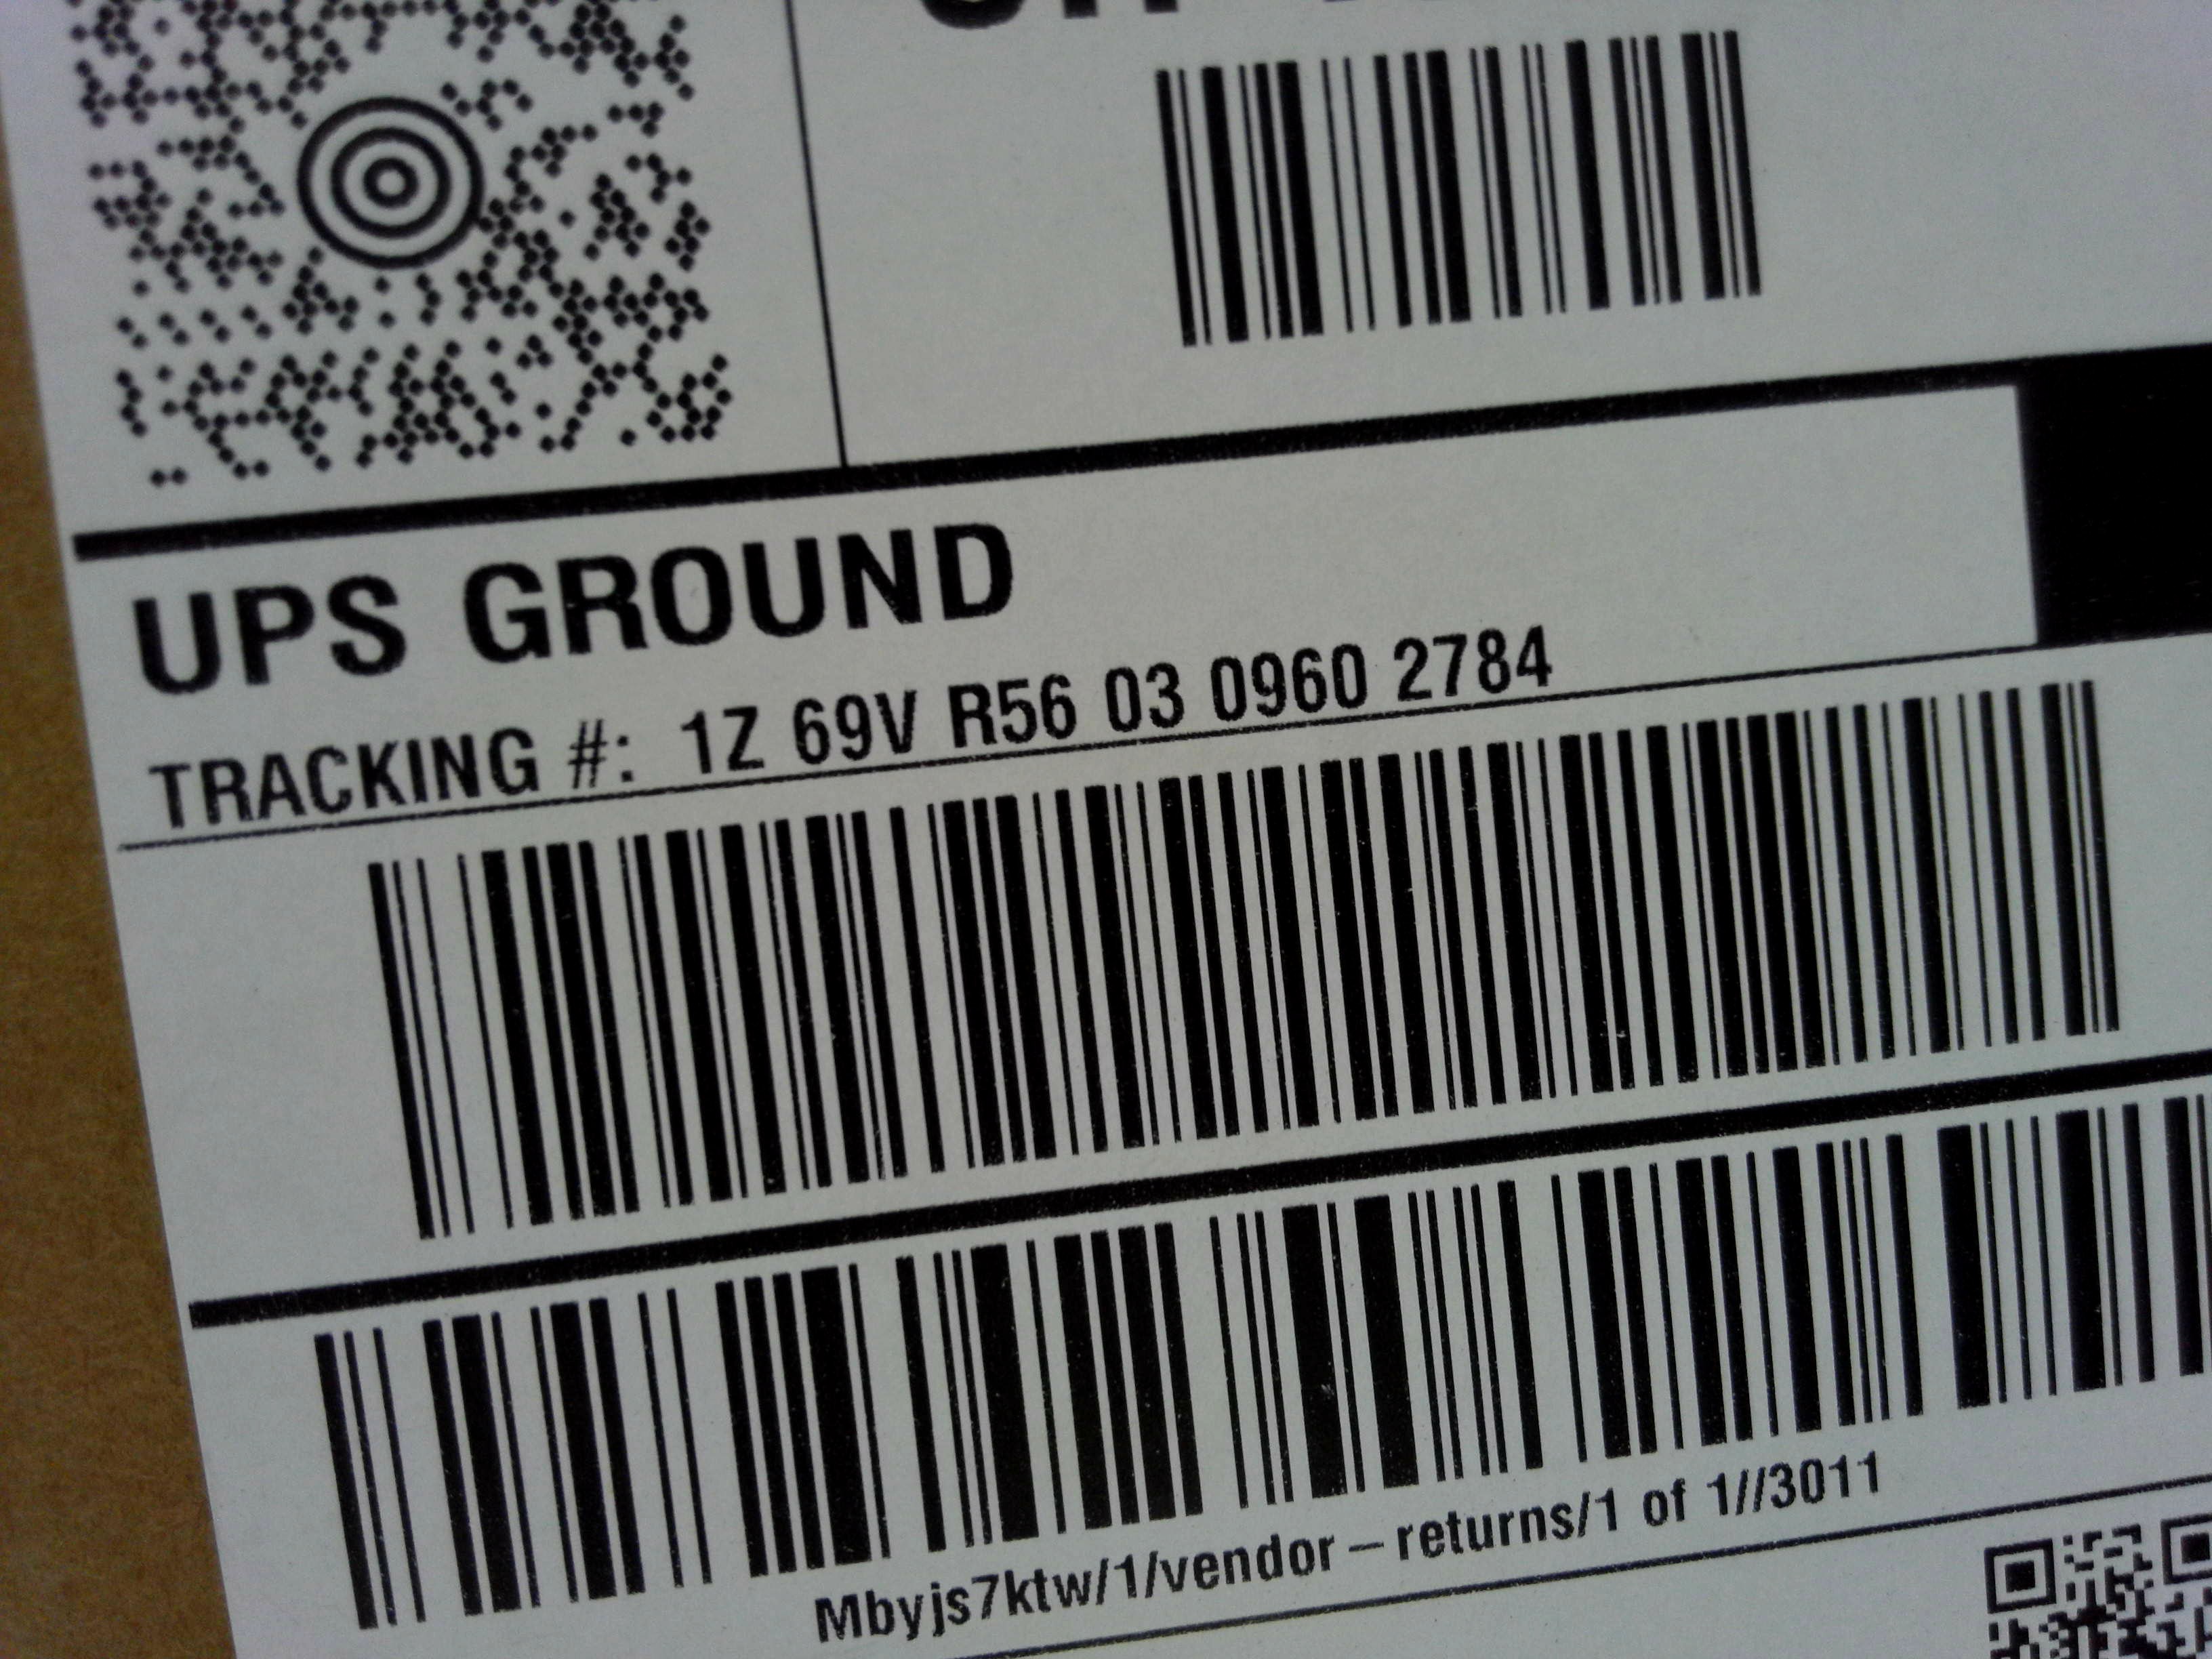 UPS GROUND
TRACKING #: 1Z 69V R56 03 0960 2784
Mbyjs7ktw/1/vendor-returns/1 of 1//3011